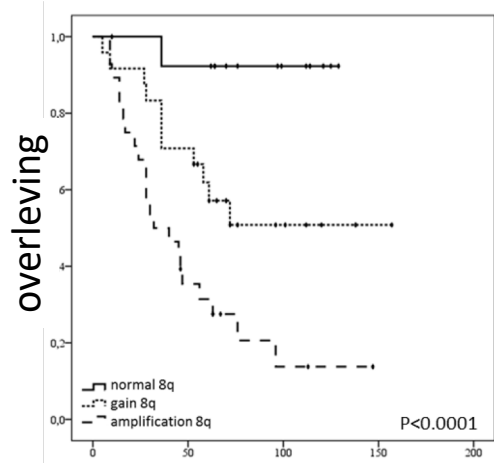 overleving
1,0
0,8
6
4
0,2
0,0
normal 8q
gain 8q
amplification 8q
P<0.0001
0 50 100 150 200